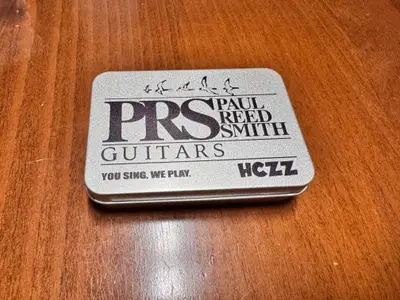 PRS PAUL REED SMITH
GUITARS
YOU SING. WE PLAY.
HCZZ